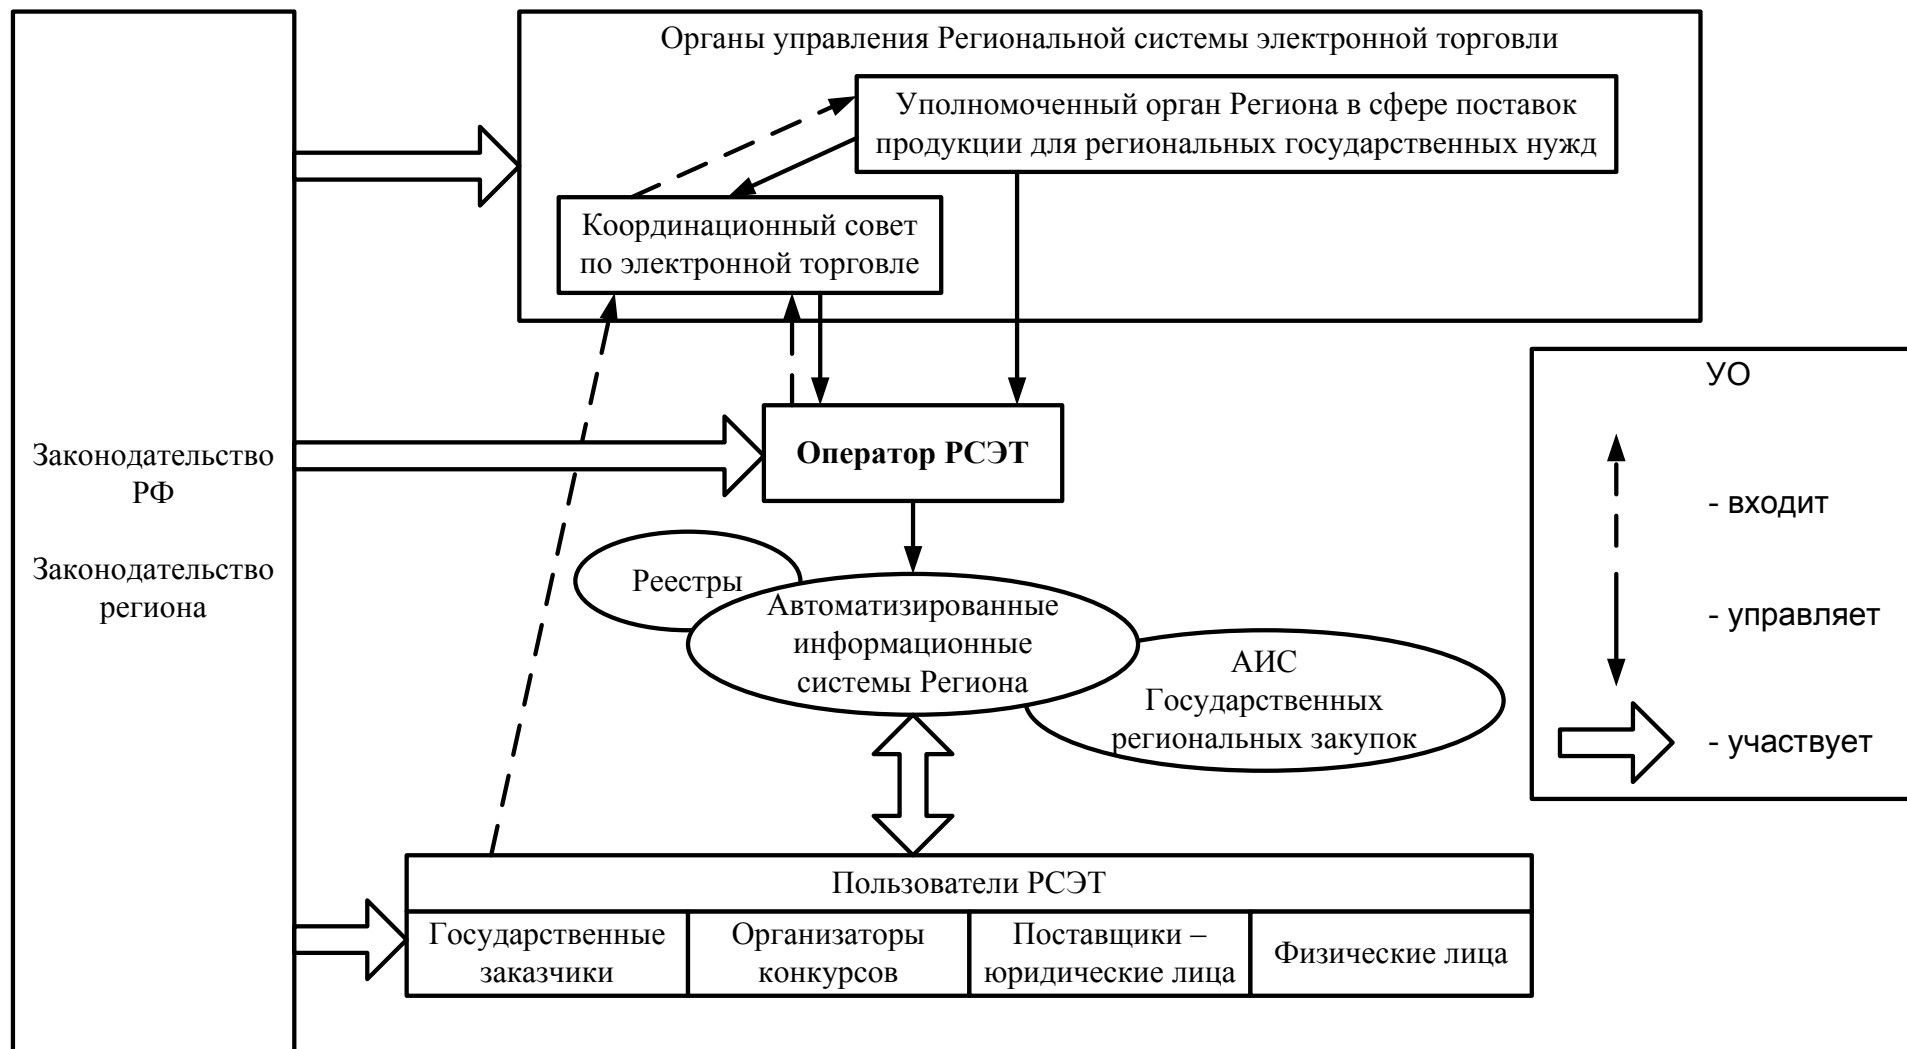 Органы управления Региональной системы электронной торговли
Уполномоченный орган Региона в сфере поставок
продукции для региональных государственных нужд
Координационный совет
по электронной торговле
Законодательство
РФ
Законодательство
региона
Оператор РСЭТ
УО
- входит
- управляет
- участвует
Реестры
Автоматизированные
информационные
системы Региона
АИС
Государственных
региональных закупок
Пользователи РСЭТ
Государственные
заказчики
Организаторы
конкурсов
Поставщики –
юридические лица
Физические лица